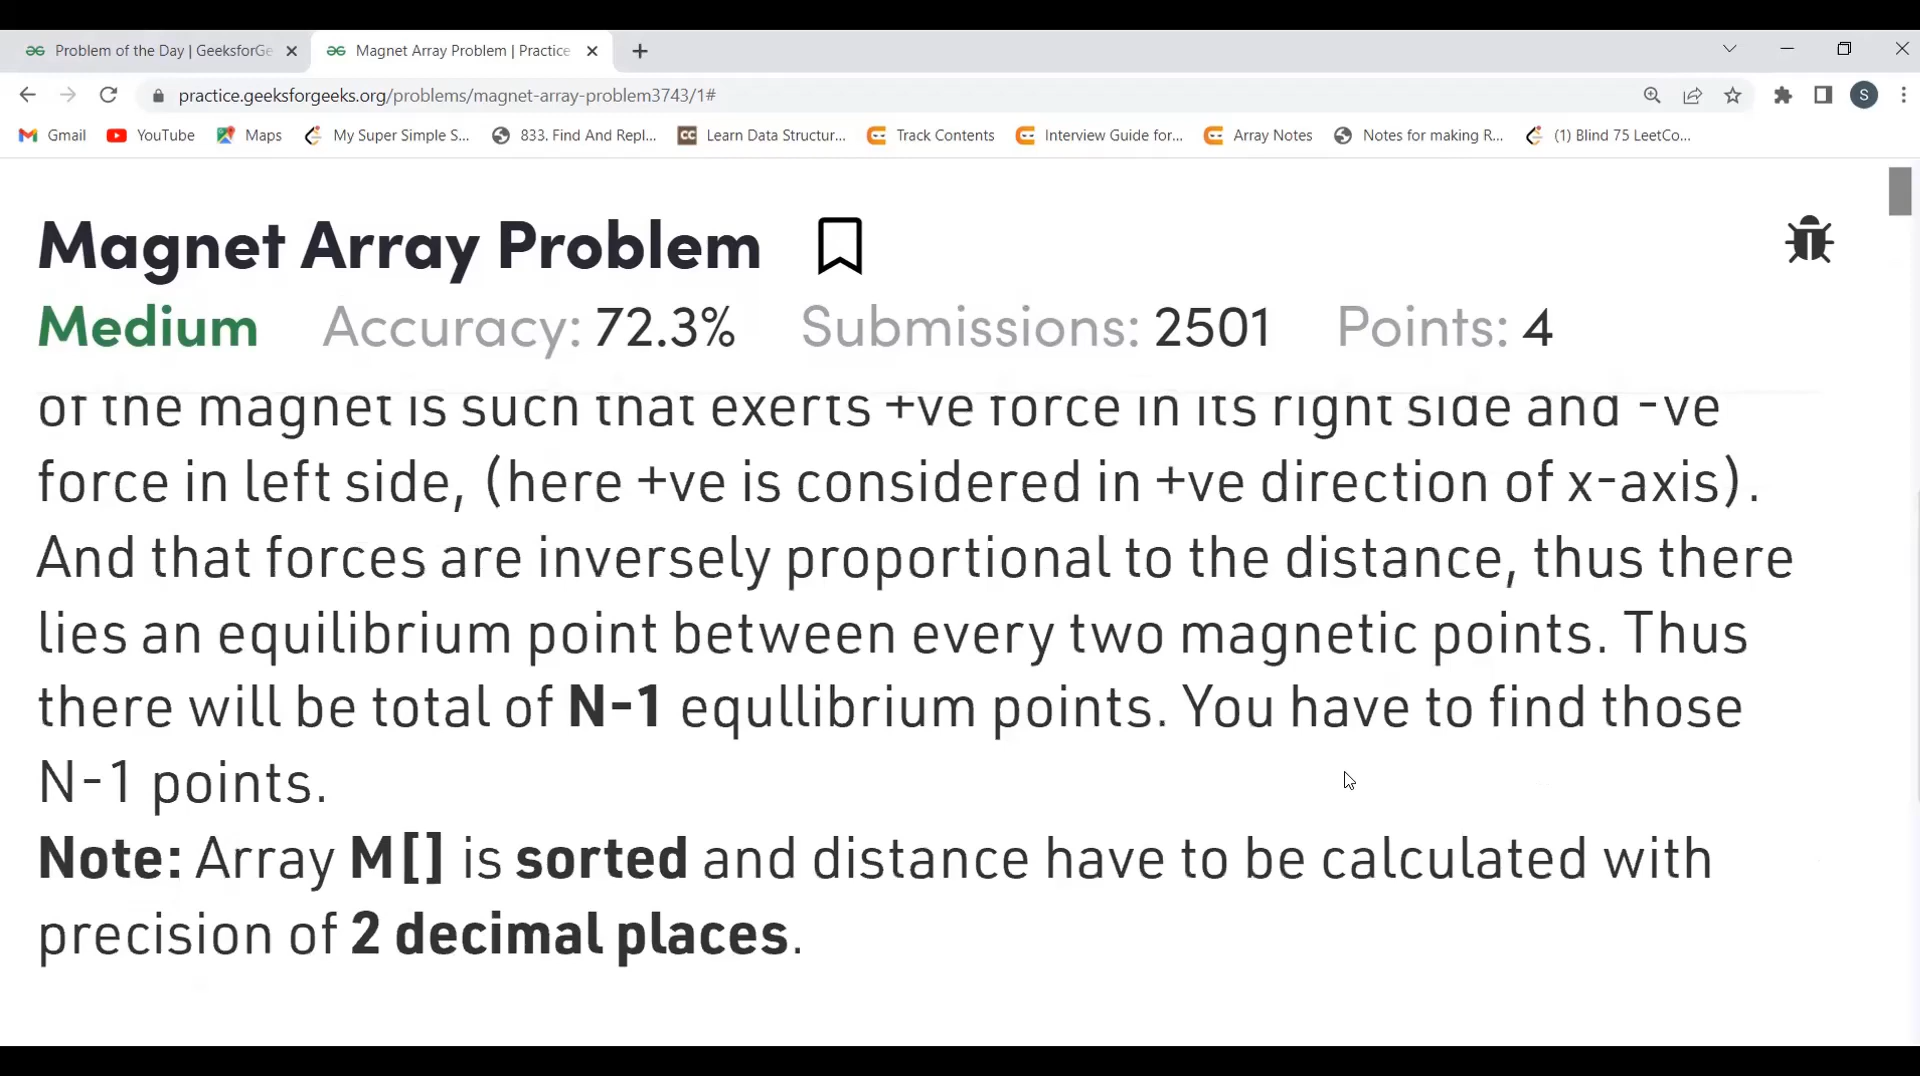 Problem of the Day | GeeksforGe
Magnet Array Problem | Practice
practice.geeksforgeeks.org/problems/magnet-array-problem3743/1#
S
Gmail
YouTube
Maps
My Super Simple S...
833. Find And Repl...
CC
Learn Data Structur...
Track Contents
Interview Guide for...
Array Notes
Notes for making R...
(1) Blind 75 LeetCo...
Magnet Array Problem
Medium Accuracy: 72.3% Submissions: 2501 Points: 4
of the magnet is such that exerts +ve force in its right side and -ve
force in left side, (here +ve is considered in +ve direction of x-axis).
And that forces are inversely proportional to the distance, thus there
lies an equilibrium point between every two magnetic points. Thus
there will be total of N-1 equllibrium points. You have to find those
N-1 points.
Note: Array M[] is sorted and distance have to be calculated with
precision of 2 decimal places.